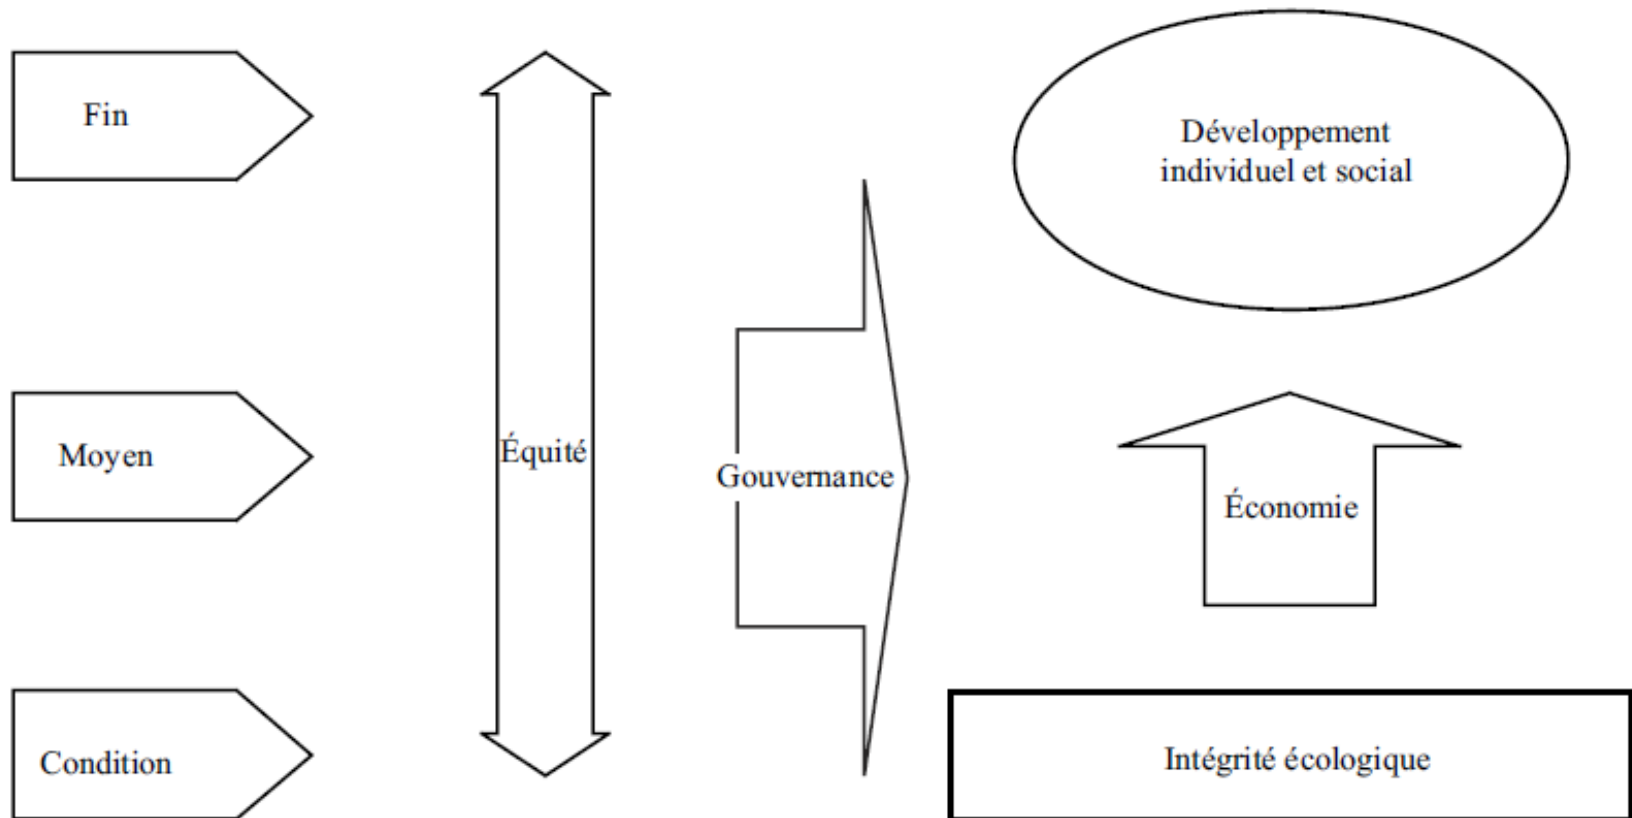 Fin
Développement
individuel et social
Moyen
Équité
Gouvernance
Économie
Condition
Intégrité écologique